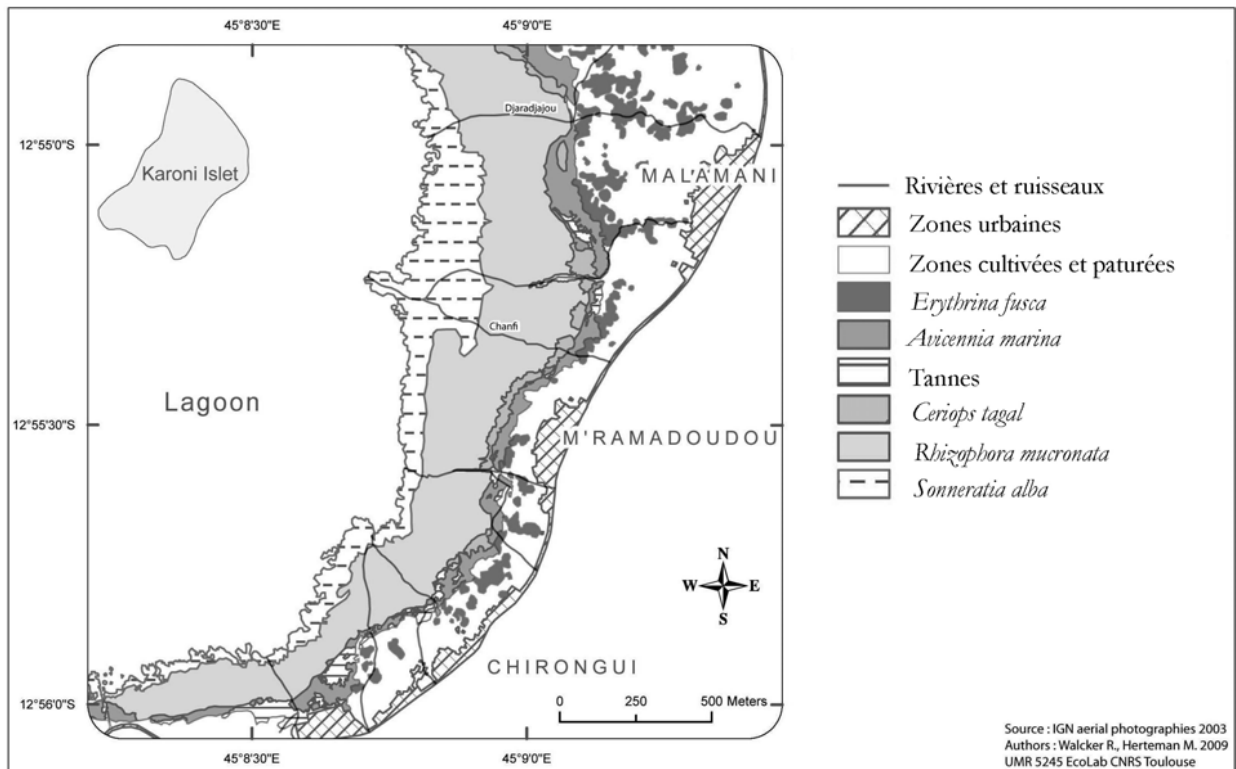 45°8'30"E
45°9'0"E
12°55'0"S
Karoni Islet
Djaradjajou
MALAMANI
Chanfi
Lagoon
12°55'30"S
M'RAMADOUDOU
N
W E
S
CHIRONGUI
0 250 500 Meters
12°56'0"S
45°8'30"E
45°9'0"E
Rivières et ruisseaux
Zones urbaines
Zones cultivées et paturées
Erythrina fusca
Avicennia marina
Tannes
Ceriops tagal
Rhizophora mucronata
Sonneratia alba
Source : IGN aerial photographies 2003
Authors : Walcker R., Herteman M. 2009
UMR 5245 EcoLab CNRS Toulouse